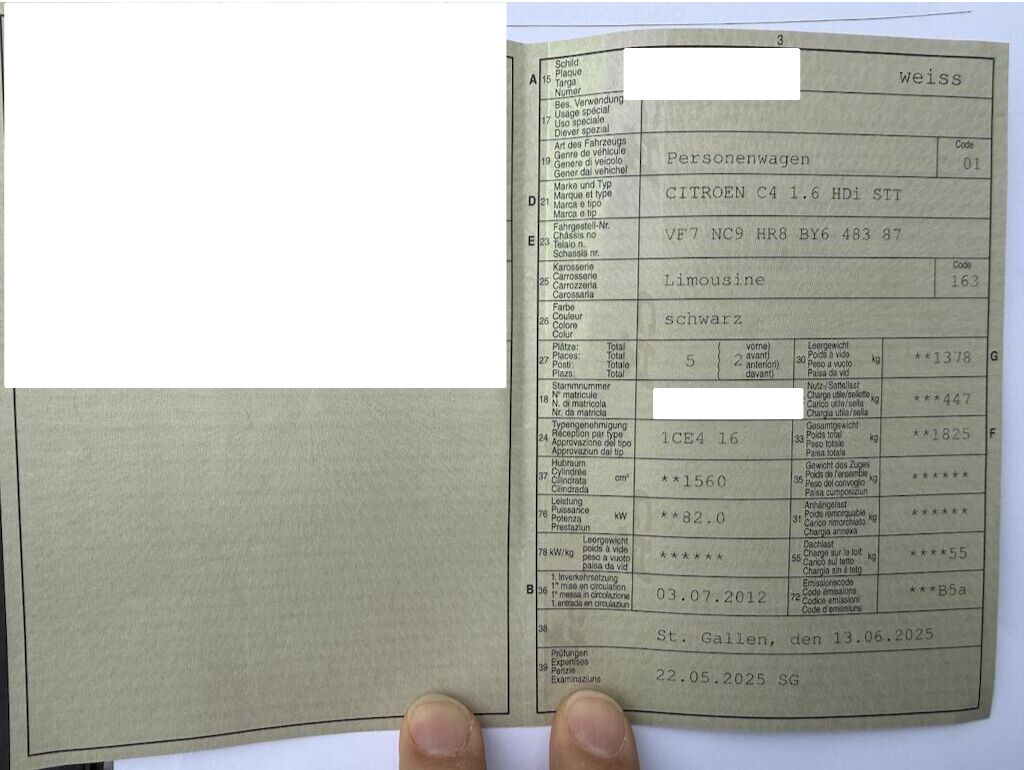 3
A 15 Schild
Plaque
Targa
Numer
weiss
17 Bes. Verwendung
Usage spécial
Uso speciale
Diever spezial
19 Art des Fahrzeugs
Genre de véhicule
Genere di veicolo
Gener dal vehichel
Personenwagen
Code
01
D 21 Marke und Typ
Marque et type
Marca e tipo
Marca e tip
CITROEN C4 1.6 HDi STT
E 23 Fahrgestell-Nr.
Châssis no
Telaio n.
Schassis nr.
VF7 NC9 HR8 BY6 483 87
25 Karosserie
Carrosserie
Carrozzeria
Carossaria
Limousine
Code
163
26 Farbe
Couleur
Colore
Colur
schwarz
27 Plätze: Total
Places: Total
Posti: Totale
Plazs: Total
5 ( 2 vorne)
avant)
anteriori)
davant)
30 Leergewicht
Poids à vide
Peso a vuoto
Paisa da vid
kg
**1378 G
18 Stammnummer
N° matricule
N. di matricola
Nr. da matricla
Nutz-/Sattellast
Charge utile/sellette
Carico utile/sella
Chargia utila/sella
kg
***447
24 Typengenehmigung
Réception par type
Approvazione del tipo
Approvaziun dal tip
1CE4 16
33 Gesamtgewicht
Poids total
Peso totale
Paisa totala
kg
**1825 F
37 Hubraum
Cylindrée
Cilindrata
Cilindrada
cm³
**1560
35 Gewicht des Zuges
Poids de l'ensemble
Peso del convoglio
Paisa cumposiziun
kg
******
76 Leistung
Puissance
Potenza
Prestaziun
kW
**82.0
31 Anhängelast
Poids remorquable
Carico rimorchiato
Chargia annexa
kg
******
78 kW/kg Leergewicht
poids à vide
peso a vuoto
paisa da vid
******
55 Dachlast
Charge sur le toit
Carico sul tetto
Chargia sin il tetg
kg
****55
B 36 1. Inverkehrsetzung
1re mise en circulation
1a messa in circolazione
1. entrada en circulaziun
03.07.2012
72 Emissionscode
Code émissions
Codice emissioni
Code d'emissiuns
***B5a
38
St. Gallen, den 13.06.2025
39 Prüfungen
Expertises
Perizie
Examinaziuns
22.05.2025 SG